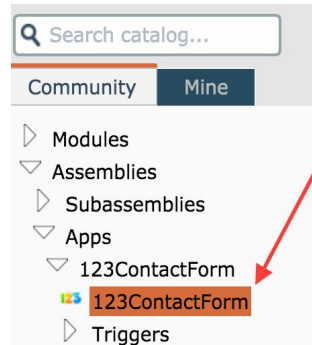 Search catalog...
Community Mine
Modules
Assemblies
Subassemblies
Apps
123ContactForm
123 123ContactForm
Triggers